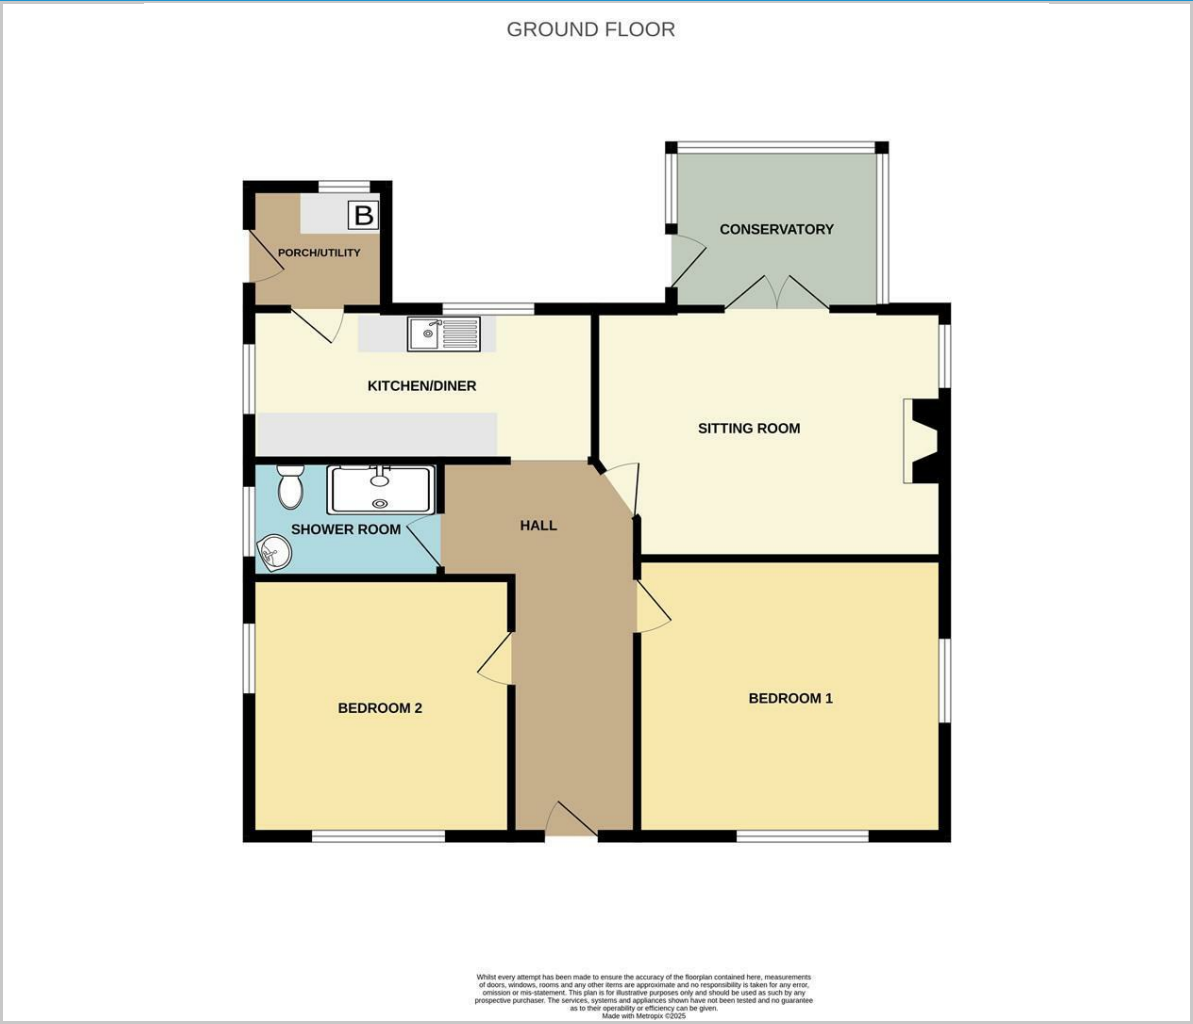 GROUND FLOOR
CONSERVATORY
B
PORCH/UTILITY
KITCHEN/DINER
SITTING ROOM
SHOWER ROOM
HALL
BEDROOM 2
BEDROOM 1
Whilst every attempt has been made to ensure the accuracy of the floorplan contained here, measurements
of doors, windows, rooms and any other items are approximate and no responsibility is taken for any error,
omission or mis-statement. This plan is for illustrative purposes only and should be used as such by any
prospective purchaser. The services, systems and appliances shown have not been tested and no guarantee
as to their operability or efficiency can be given.
Made with Metropix ©2025